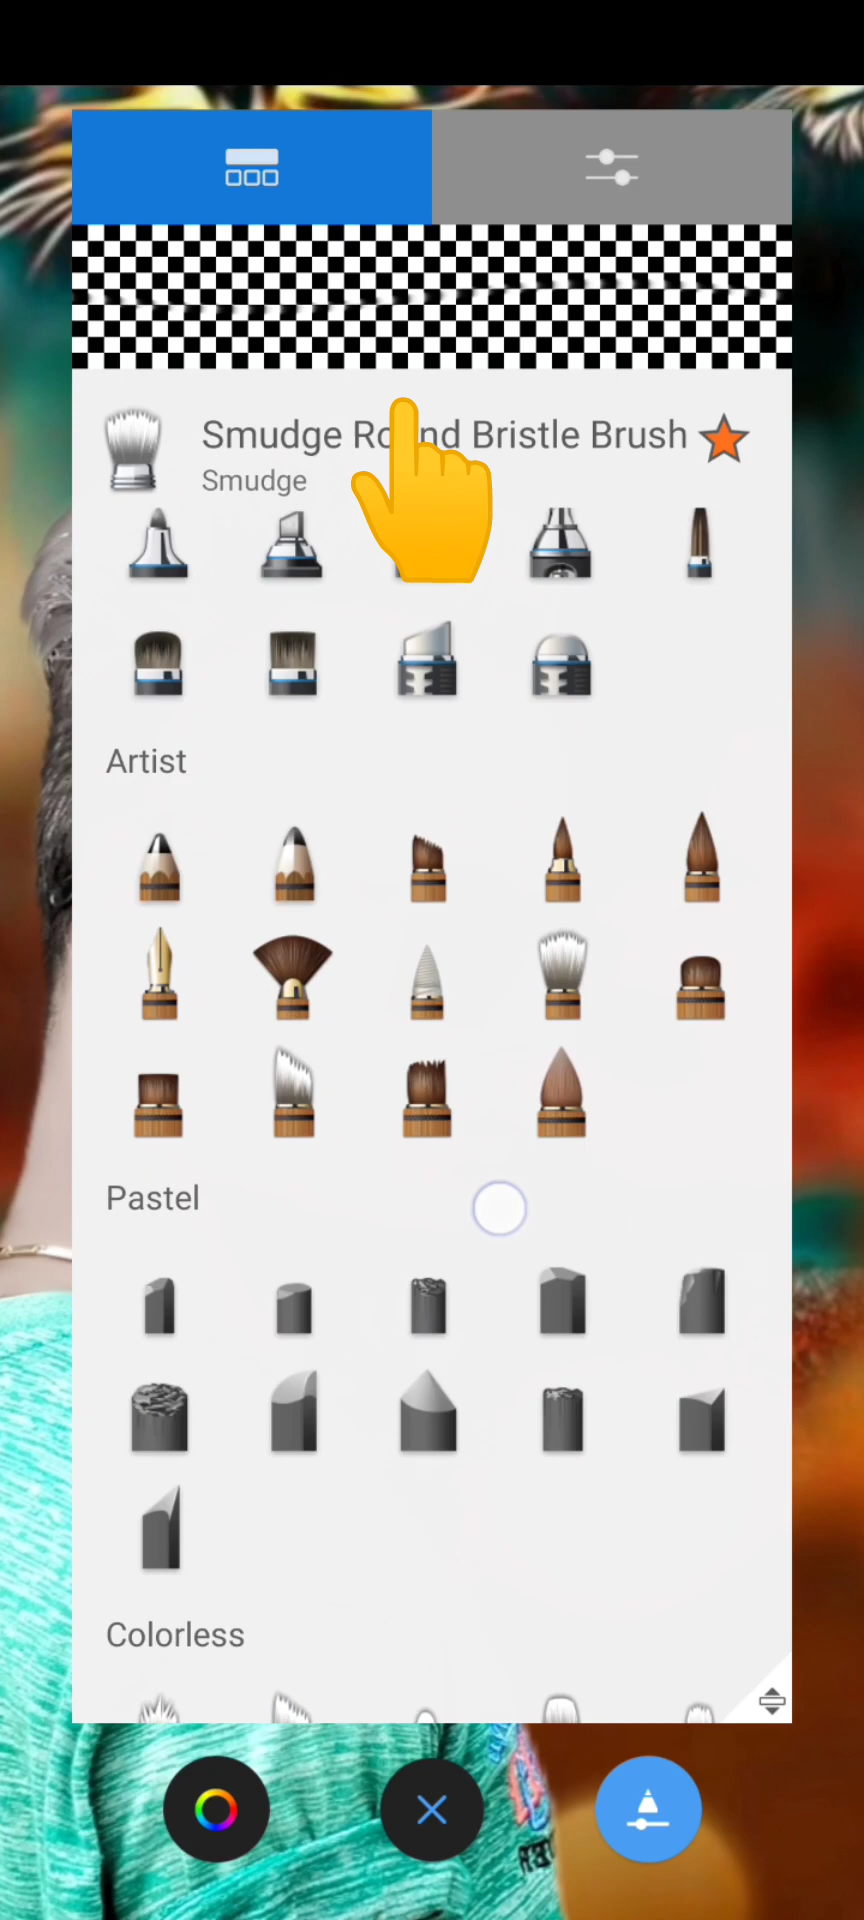 Smudge Round Bristle Brush
Smudge
Artist
Pastel
Colorless